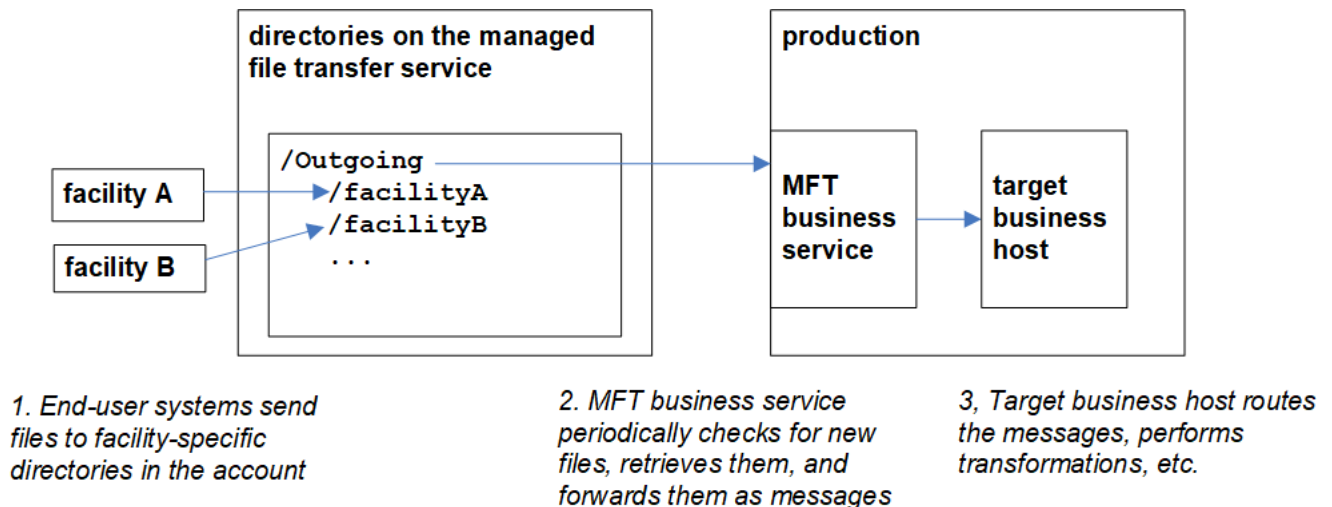 directories on the managed
file transfer service
production
/Outgoing
/facilityA
/facilityB
...
facility A
facility B
MFT
business
service
target
business
host
1. End-user systems send
files to facility-specific
directories in the account
2. MFT business service
periodically checks for new
files, retrieves them, and
forwards them as messages
3, Target business host routes
the messages, performs
transformations, etc.